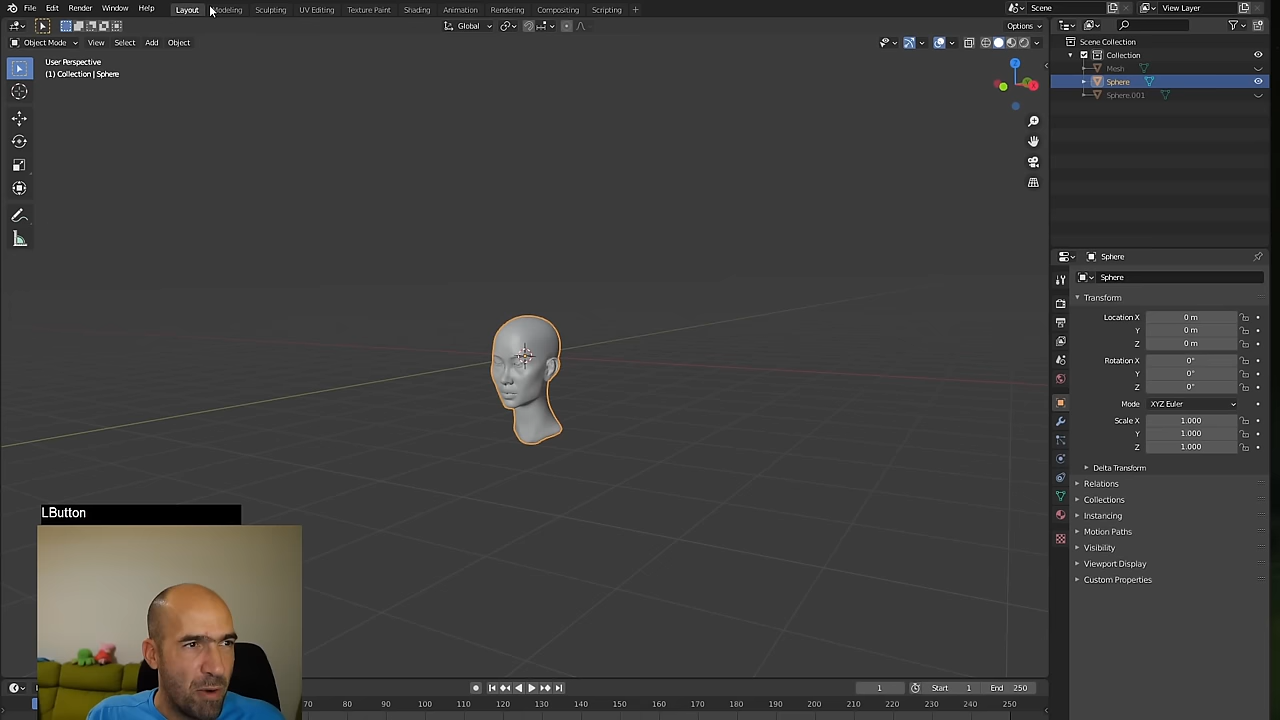 File Edit Render Window Help Layout Modeling Sculpting UV Editing Texture Paint Shading Animation Rendering Compositing Scripting + Scene View Layer
Global Options
Object Mode View Select Add Object
User Perspective
(1) Collection | Sphere
Z
Scene Collection
Collection
Mesh
Sphere
Sphere.001
Sphere
Sphere
Transform
Location X 0 m
Y 0 m
Z 0 m
Rotation X 0°
Y 0°
Z 0°
Mode XYZ Euler
Scale X 1.000
Y 1.000
Z 1.000
Delta Transform
Relations
Collections
Instancing
Motion Paths
Visibility
Viewport Display
Custom Properties
LButton
1 Start 1 End 250
70 80 90 100 110 120 130 140 150 160 170 180 190 200 210 220 230 240 250